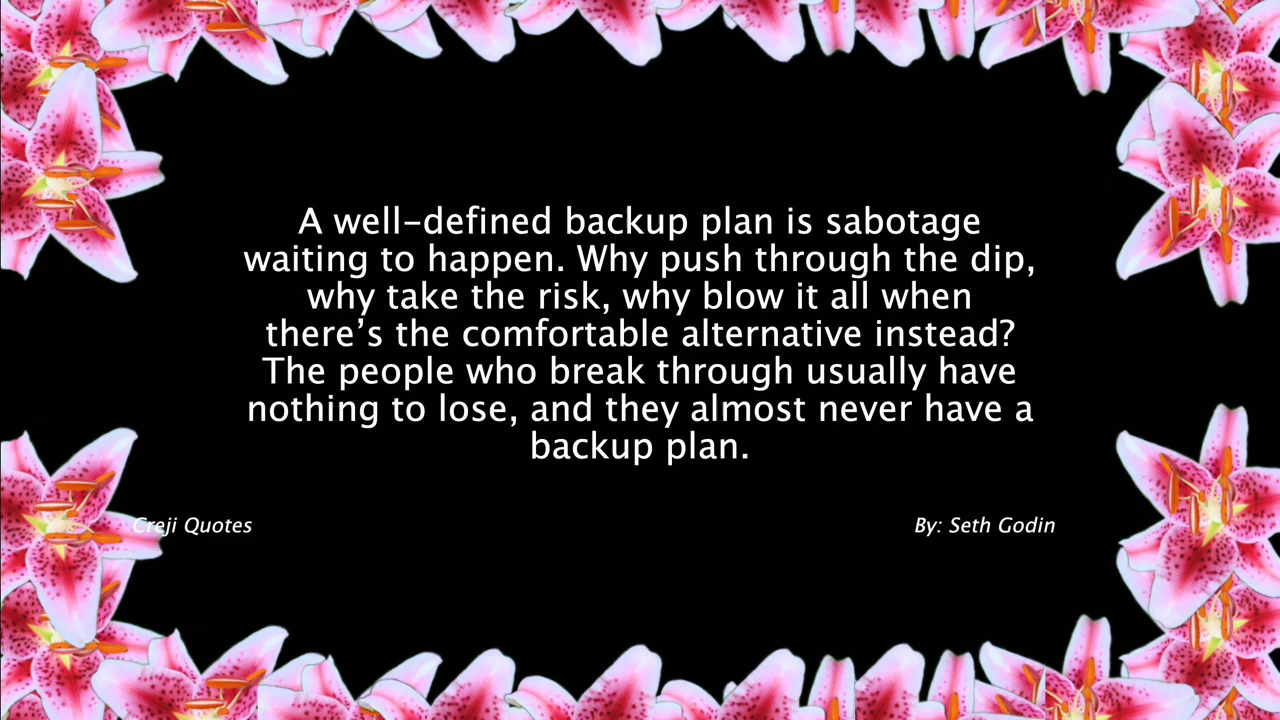 A well-defined backup plan is sabotage
waiting to happen. Why push through the dip,
why take the risk, why blow it all when
there’s the comfortable alternative instead?
The people who break through usually have
nothing to lose, and they almost never have a
backup plan.
Creji Quotes
By: Seth Godin